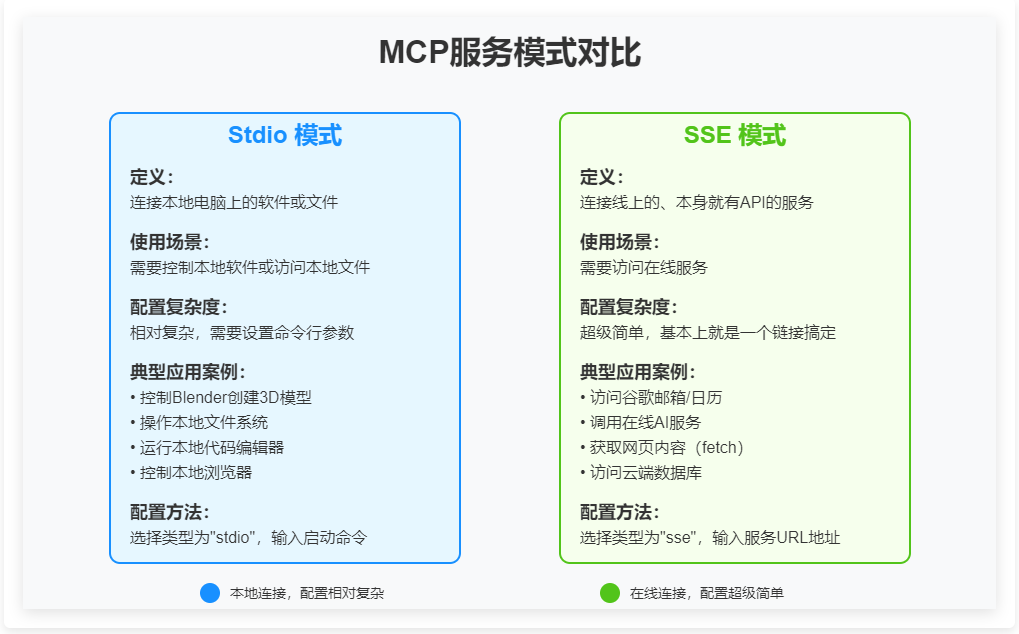 MCP服务模式对比
Stdio 模式
定义：
连接本地电脑上的软件或文件
使用场景：
需要控制本地软件或访问本地文件
配置复杂度：
相对复杂，需要设置命令行参数
典型应用案例：
• 控制Blender创建3D模型
• 操作本地文件系统
• 运行本地代码编辑器
• 控制本地浏览器
配置方法：
选择类型为"stdio"，输入启动命令
SSE 模式
定义：
连接线上的、本身就有API的服务
使用场景：
需要访问在线服务
配置复杂度：
超级简单，基本上就是一个链接搞定
典型应用案例：
• 访问谷歌邮箱/日历
• 调用在线AI服务
• 获取网页内容（fetch）
• 访问云端数据库
配置方法：
选择类型为"sse"，输入服务URL地址
本地连接，配置相对复杂
在线连接，配置超级简单